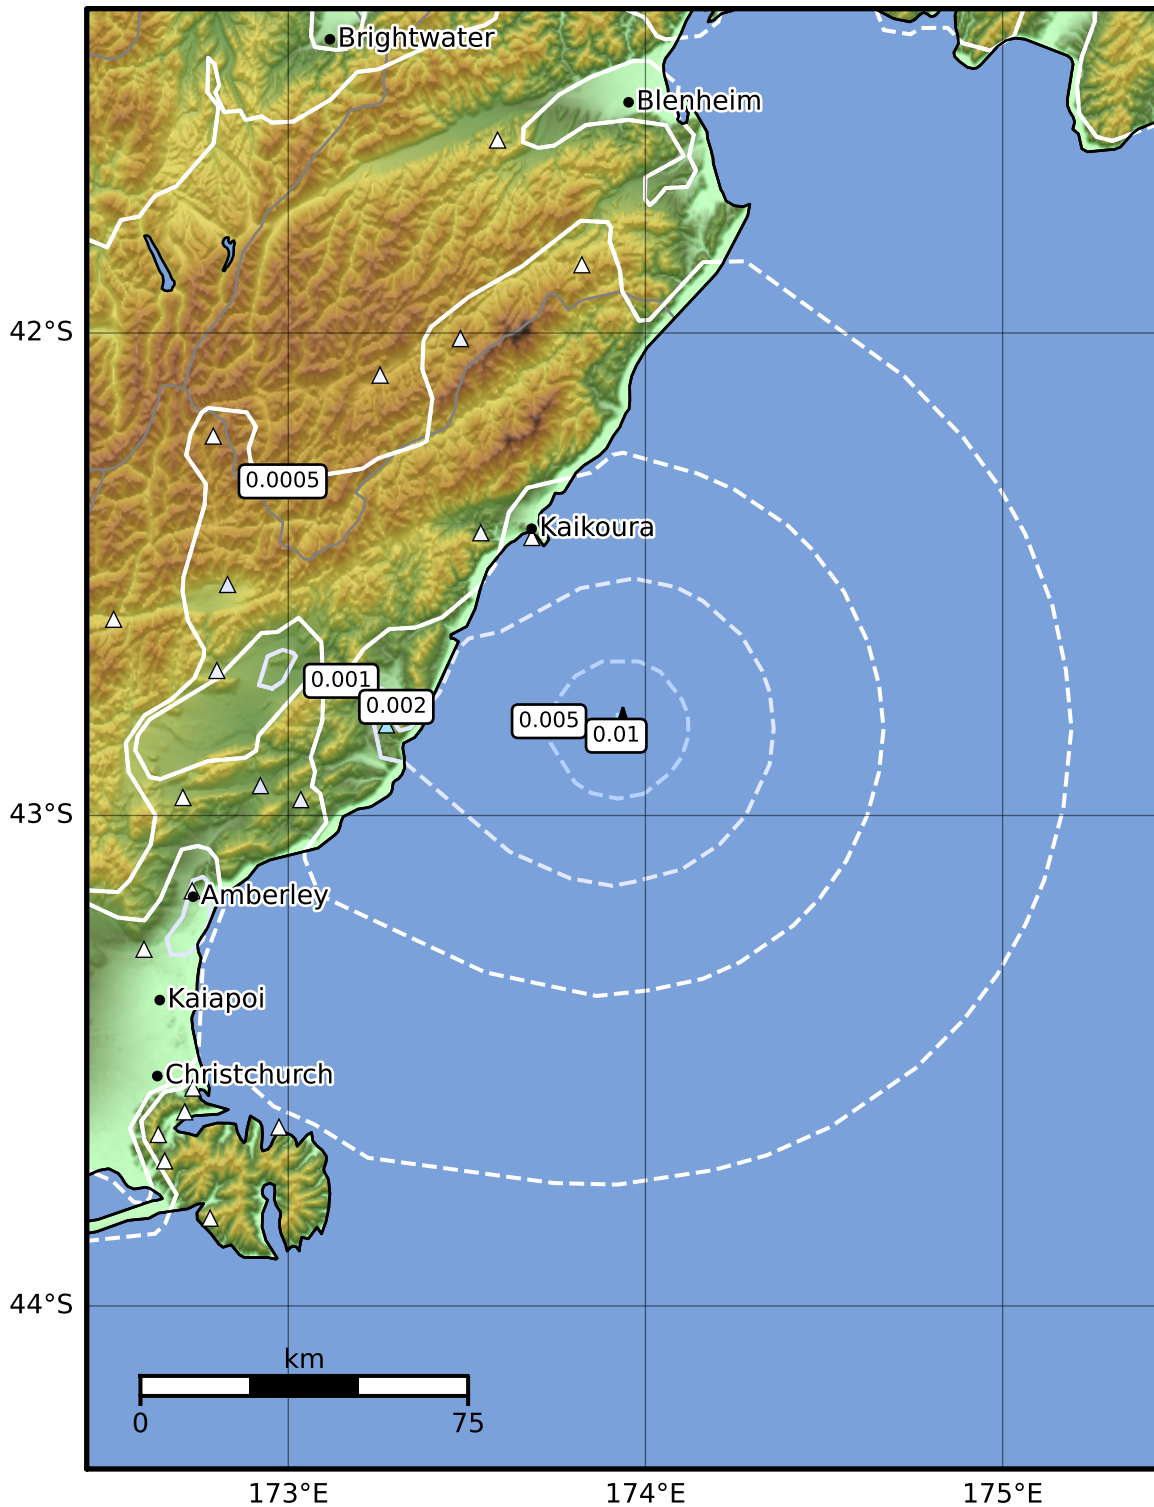 Brightwater
Blenheim
42°S
0.0005
Kaikoura
0.001
0.002
0.005
0.01
43°S
Amberley
Kaiapoi
Christchurch
44°S
km
0
75
173°E
174°E
175°E